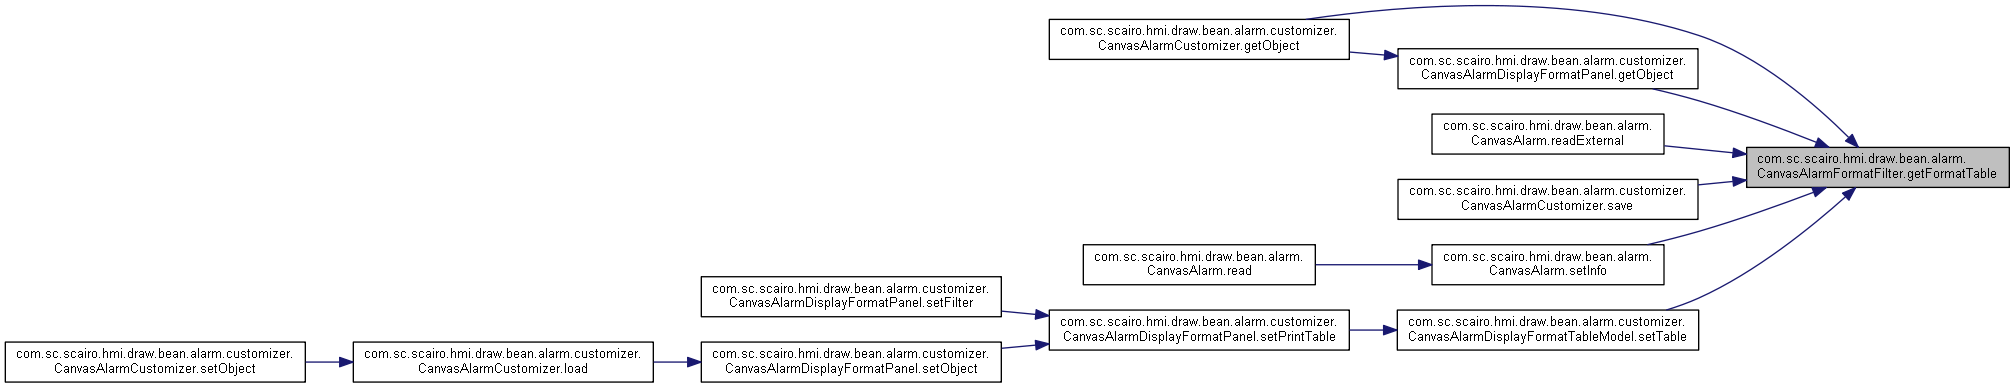 com.sc.scairo.hmi.draw.bean.alarm.customizer.
CanvasAlarmCustomizer.getObject
com.sc.scairo.hmi.draw.bean.alarm.customizer.
CanvasAlarmDisplayFormatPanel.getObject
com.sc.scairo.hmi.draw.bean.alarm.
CanvasAlarm.readExternal
com.sc.scairo.hmi.draw.bean.alarm.
CanvasAlarmFormatFilter.getFormatTable
com.sc.scairo.hmi.draw.bean.alarm.customizer.
CanvasAlarmCustomizer.save
com.sc.scairo.hmi.draw.bean.alarm.
CanvasAlarm.read
com.sc.scairo.hmi.draw.bean.alarm.
CanvasAlarm.setInfo
com.sc.scairo.hmi.draw.bean.alarm.customizer.
CanvasAlarmDisplayFormatPanel.setFilter
com.sc.scairo.hmi.draw.bean.alarm.customizer.
CanvasAlarmDisplayFormatPanel.setPrintTable
com.sc.scairo.hmi.draw.bean.alarm.customizer.
CanvasAlarmDisplayFormatTableModel.setTable
com.sc.scairo.hmi.draw.bean.alarm.customizer.
CanvasAlarmCustomizer.setObject
com.sc.scairo.hmi.draw.bean.alarm.customizer.
CanvasAlarmCustomizer.load
com.sc.scairo.hmi.draw.bean.alarm.customizer.
CanvasAlarmDisplayFormatPanel.setObject